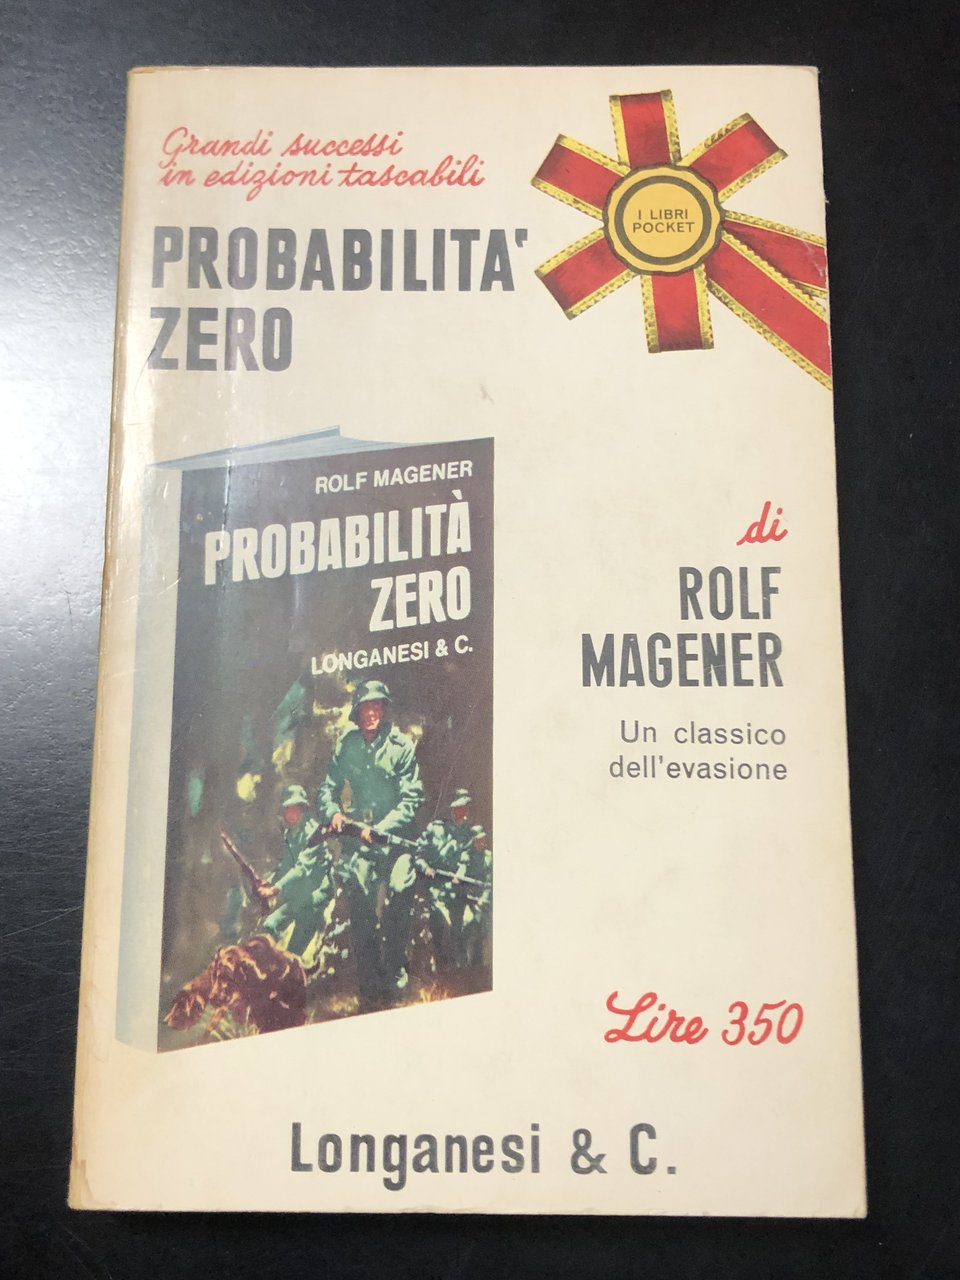 Grandi successi
in edizioni tascabili
I LIBRI
POCKET
PROBABILITA'
ZERO
ROLF MAGENER
PROBABILITÀ
ZERO
LONGANESI & C.
di
ROLF
MAGENER
Un classico
dell'evasione
Lire 350
Longanesi & C.